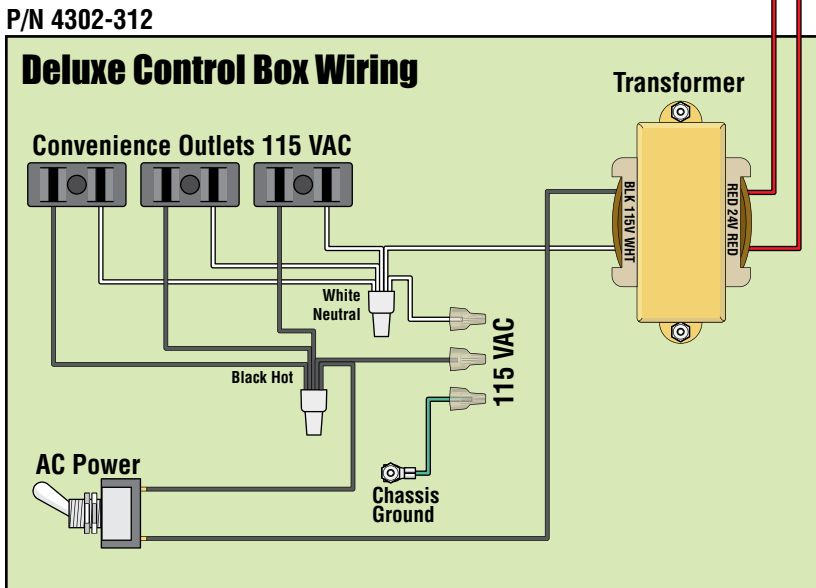 P/N 4302-312
Deluxe Control Box Wiring
Transformer
Convenience Outlets 115 VAC
BLK 115V WHT
RED 24V RED
White
Neutral
115 VAC
Black Hot
AC Power
Chassis
Ground